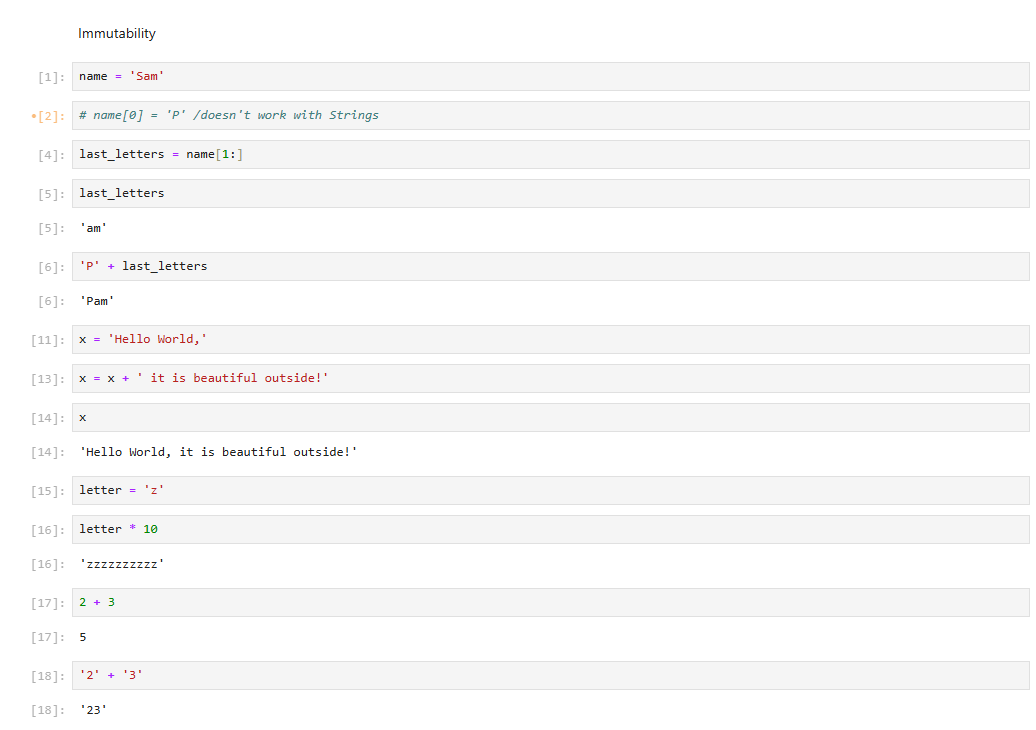 Immutability
[1]: name = 'Sam'
•[2]: # name[0] = 'P' /doesn't work with Strings
[4]: last_letters = name[1:]
[5]: last_letters
[5]: 'am'
[6]: 'P' + last_letters
[6]: 'Pam'
[11]: x = 'Hello World,'
[13]: x = x + ' it is beautiful outside!'
[14]: x
[14]: 'Hello World, it is beautiful outside!'
[15]: letter = 'z'
[16]: letter * 10
[16]: 'zzzzzzzzzz'
[17]: 2 + 3
[17]: 5
[18]: '2' + '3'
[18]: '23'